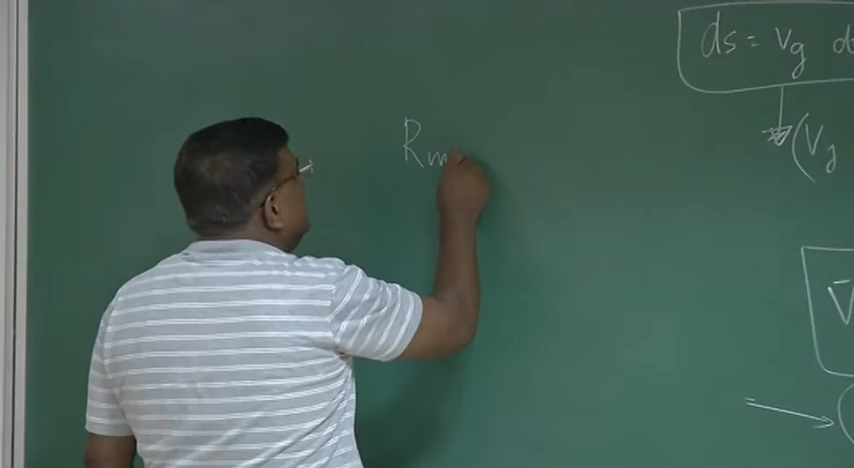 ds = Vg
(Vg
Rm
V